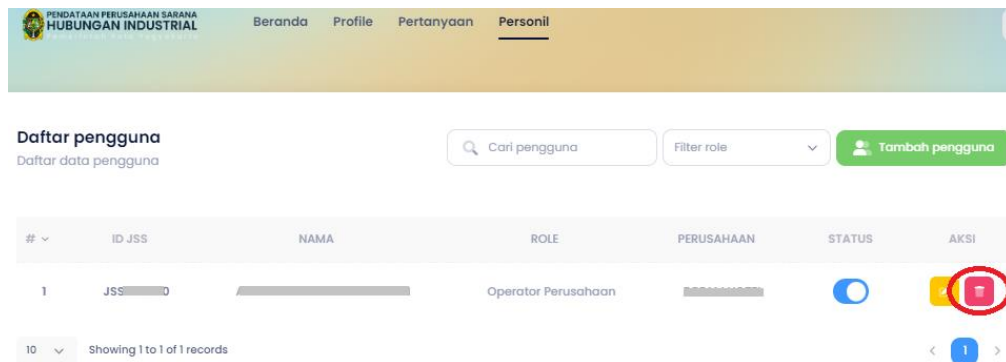 PENDATAAN PERUSAHAAN SARANA
HUBUNGAN INDUSTRIAL
Beranda Profile Pertanyaan Personil
Daftar pengguna
Daftar data pengguna
Cari pengguna
Filter role
Tambah pengguna
# ID JSS NAMA ROLE PERUSAHAAN STATUS AKSI
1 Operator Perusahaan
10 Showing 1 to 1 of 1 records
1